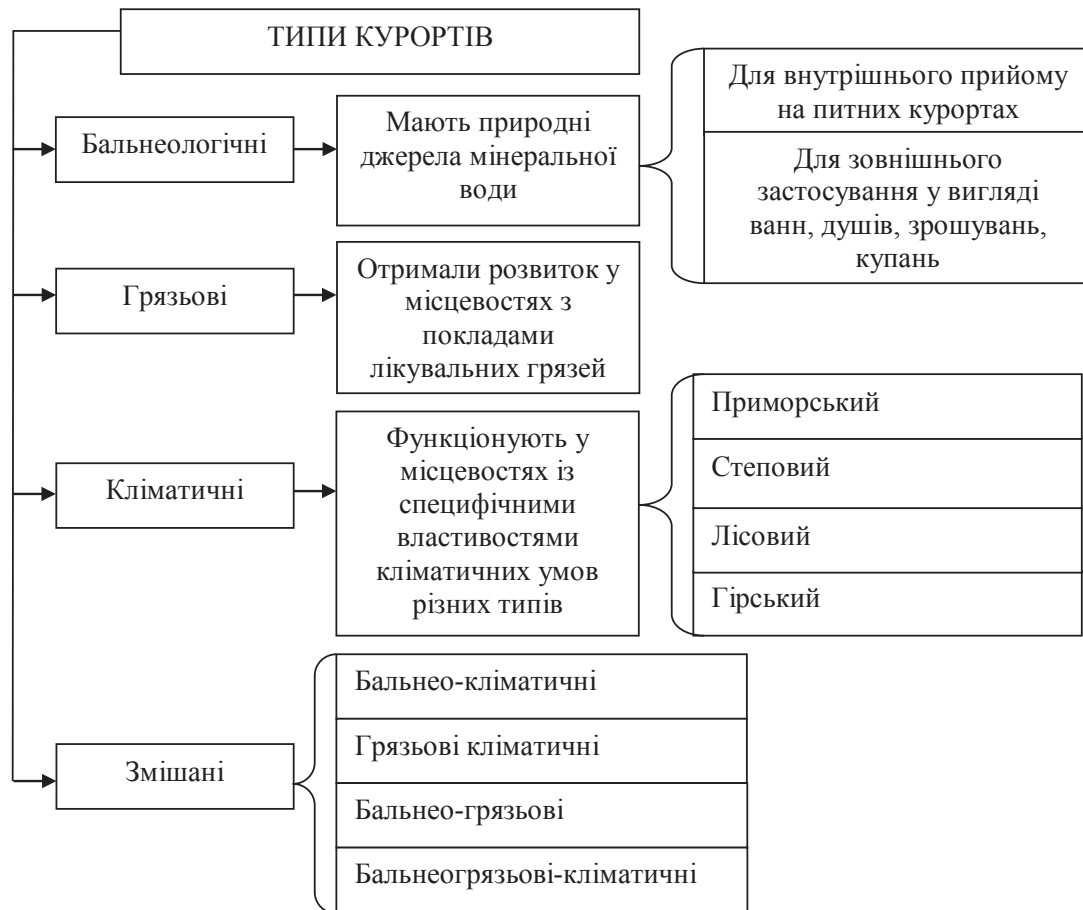 ТИПИ КУРОРТІВ
Бальнеологічні
Мають природні
джерела мінеральної
води
Для внутрішнього прийому
на питних курортах
Для зовнішнього
застосування у вигляді
ванн, душів, зрошувань,
купань
Грязьові
Отримали розвиток у
місцевостях з
покладами
лікувальних грязей
Кліматичні
Функціонують у
місцевостях із
специфічними
властивостями
кліматичних умов
різних типів
Приморський
Степовий
Лісовий
Гірський
Змішані
Бальнео-кліматичні
Грязьові кліматичні
Бальнео-грязьові
Бальнеогрязьові-кліматичні